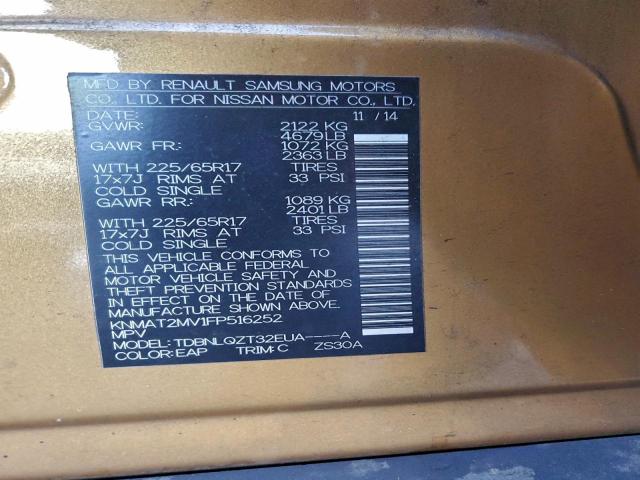 MFD BY RENAULT SAMSUNG MOTORS
CO., LTD. FOR NISSAN MOTOR CO., LTD.
DATE: 11 / 14
GVWR: 2122 KG
4679 LB
GAWR FR: 1072 KG
2363 LB
WITH 225/65R17 TIRES
17x7J RIMS AT 33 PSI
COLD SINGLE
GAWR RR: 1089 KG
2401 LB
WITH 225/65R17 TIRES
17x7J RIMS AT 33 PSI
COLD SINGLE
THIS VEHICLE CONFORMS TO
ALL APPLICABLE FEDERAL
MOTOR VEHICLE SAFETY AND
THEFT PREVENTION STANDARDS
IN EFFECT ON THE DATE OF
MANUFACTURE SHOWN ABOVE.
KNMAT2MV1FP516252
MPV
MODEL: TDBNLQZT32EUA----A
COLOR: EAP TRIM: C ZS30A